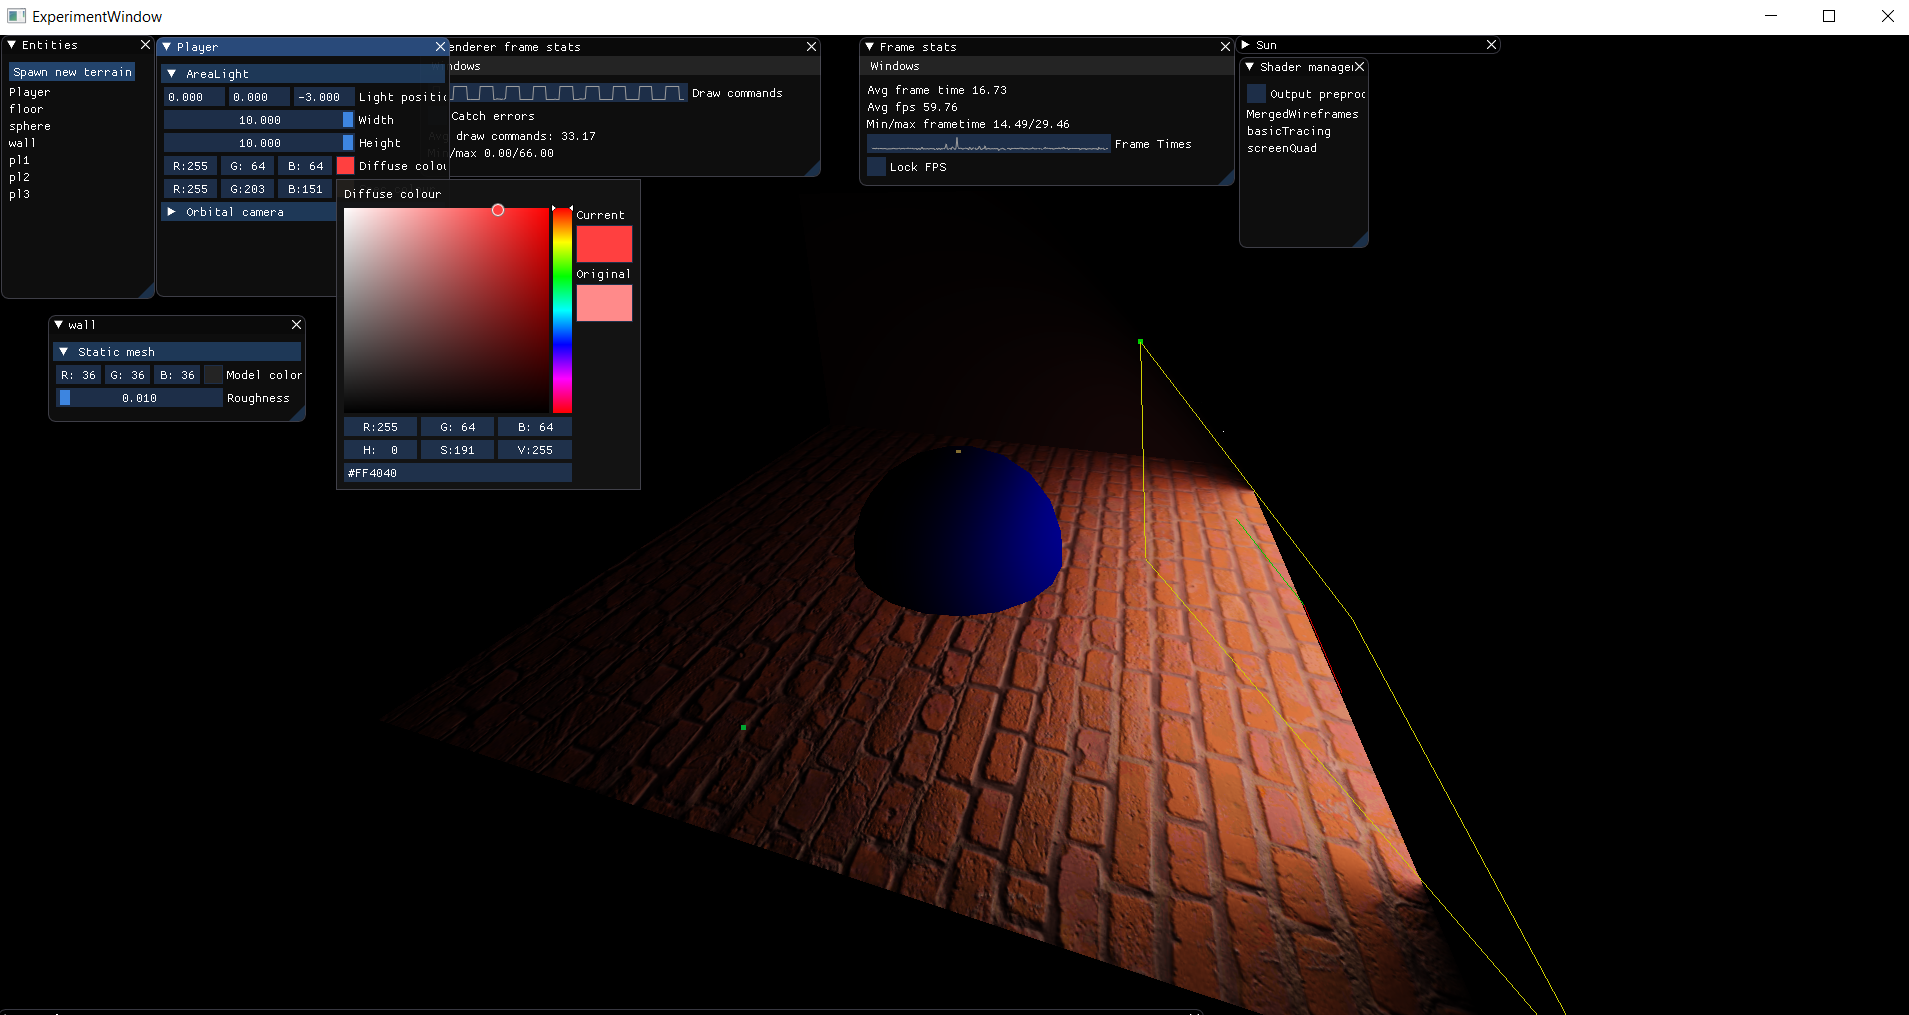 ExperimentWindow
Entities
Spawn new terrain
Player
floor
sphere
wall
pl1
pl2
pl3
Player
AreaLight
0.000 0.000 -3.000 Light positic
10.000 Width
10.000 Height
R:255 G: 64 B: 64 Diffuse colou
R:255 G:203 B:151
Orbital camera
enderer frame stats
ndows
Draw commands
Catch errors
draw commands: 33.17
/max 0.00/66.00
Frame stats
Windows
Avg frame time 16.73
Avg fps 59.76
Min/max frametime 14.49/29.46
Frame Times
Lock FPS
Sun
Shader manager
Output preproc
MergedWireframes
basicTracing
screenQuad
Diffuse colour
Current
Original
R:255 G: 64 B: 64
H: 0 S:191 V:255
#FF4040
wall
Static mesh
R: 36 G: 36 B: 36 Model color
0.010 Roughness